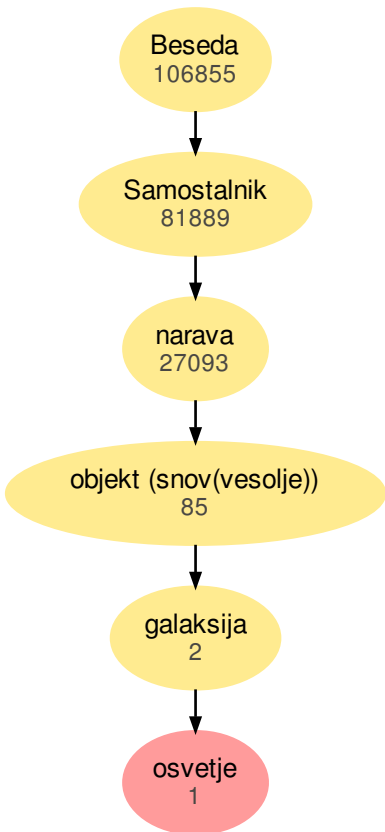 Beseda
106855
Samostalnik
81889
narava
27093
objekt (snov(vesolje))
85
galaksija
2
osvetje
1